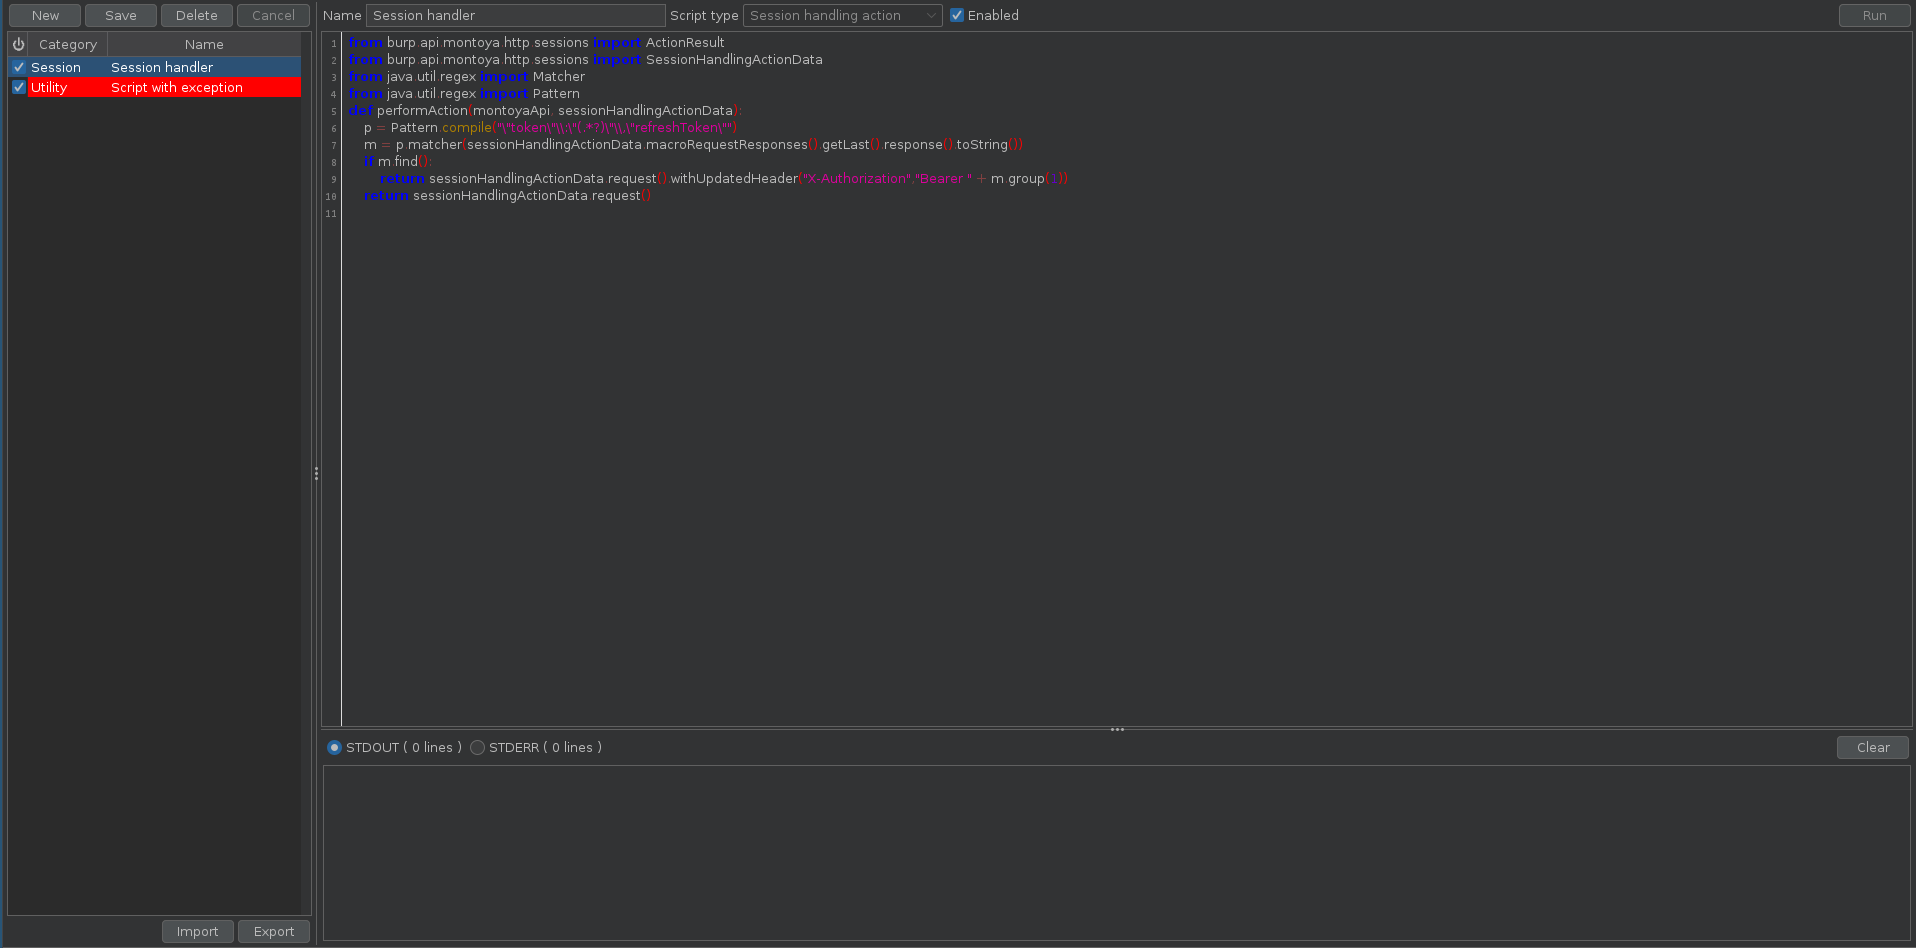 New Save Delete Cancel
Name Session handler Script type Session handling action Enabled Run
Category Name
Session Session handler
Utility Script with exception
1 from burp.api.montoya.http.sessions import ActionResult
2 from burp.api.montoya.http.sessions import SessionHandlingActionData
3 from java.util.regex import Matcher
4 from java.util.regex import Pattern
5 def performAction(montoyaApi, sessionHandlingActionData):
6 p = Pattern.compile("\"token\"\\:\"(.*?)\"\\,\"refreshToken\"")
7 m = p.matcher(sessionHandlingActionData.macroRequestResponses().getLast().response().toString())
8 if m.find():
9 return sessionHandlingActionData.request().withUpdatedHeader("X-Authorization","Bearer " + m.group(1))
10 return sessionHandlingActionData.request()
11
STDOUT ( 0 lines ) STDERR ( 0 lines ) Clear
Import Export